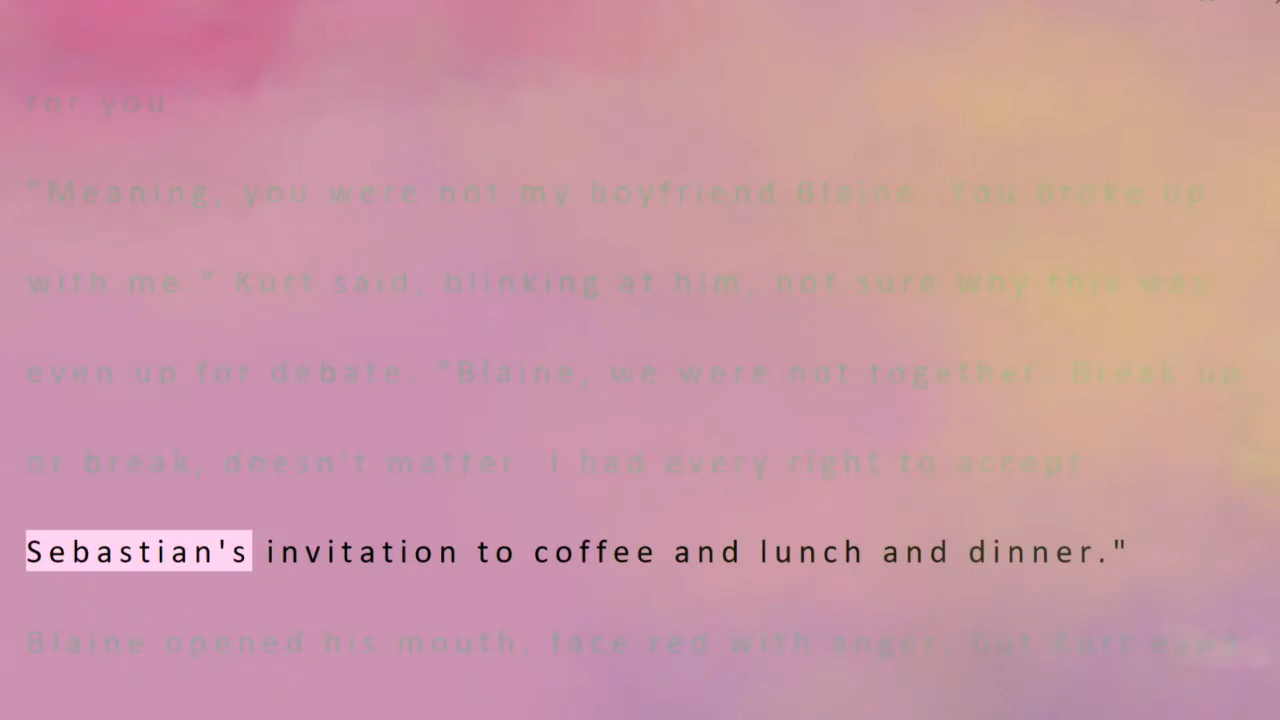 for you."
"Meaning, you were not my boyfriend Blaine. You broke up
with me." Kurt said, blinking at him, not sure why this was
even up for debate. "Blaine, we were not together. Break up
or break, doesn't matter. I had every right to accept
Sebastian's invitation to coffee and lunch and dinner."
Blaine opened his mouth, face red with anger, but Kurt eyed